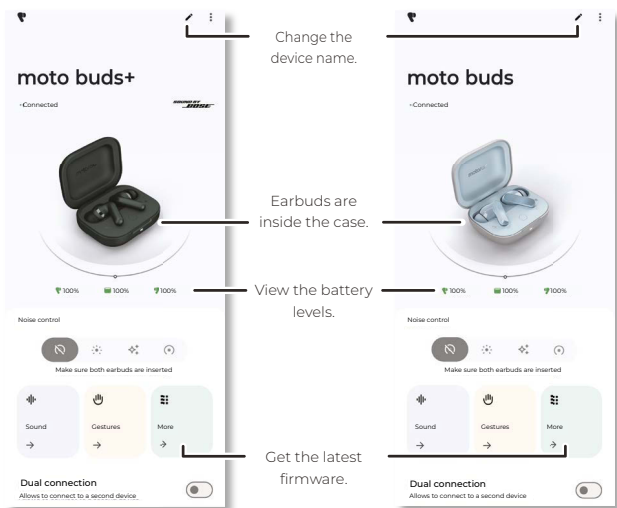 Change the
device name.
moto buds+
Connected
SOUND BY
BOSE
Earbuds are
inside the case.
View the battery
levels.
100%
100%
100%
Noise control
Make sure both earbuds are inserted
Sound
Gestures
More
Get the latest
firmware.
Dual connection
Allows to connect to a second device
moto buds
Connected
100%
100%
100%
Noise control
Make sure both earbuds are inserted
Sound
Gestures
More
Dual connection
Allows to connect to a second device